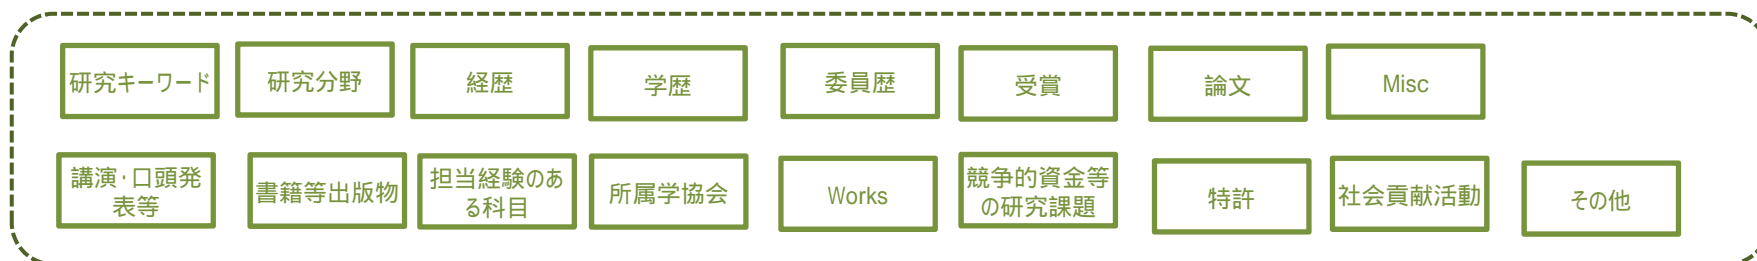 研究キーワード
研究分野
経歴
学歴
委員歴
受賞
論文
Misc
講演・口頭発
表等
書籍等出版物
担当経験のあ
る科目
所属学協会
Works
競争的資金等
の研究課題
特許
社会貢献活動
その他